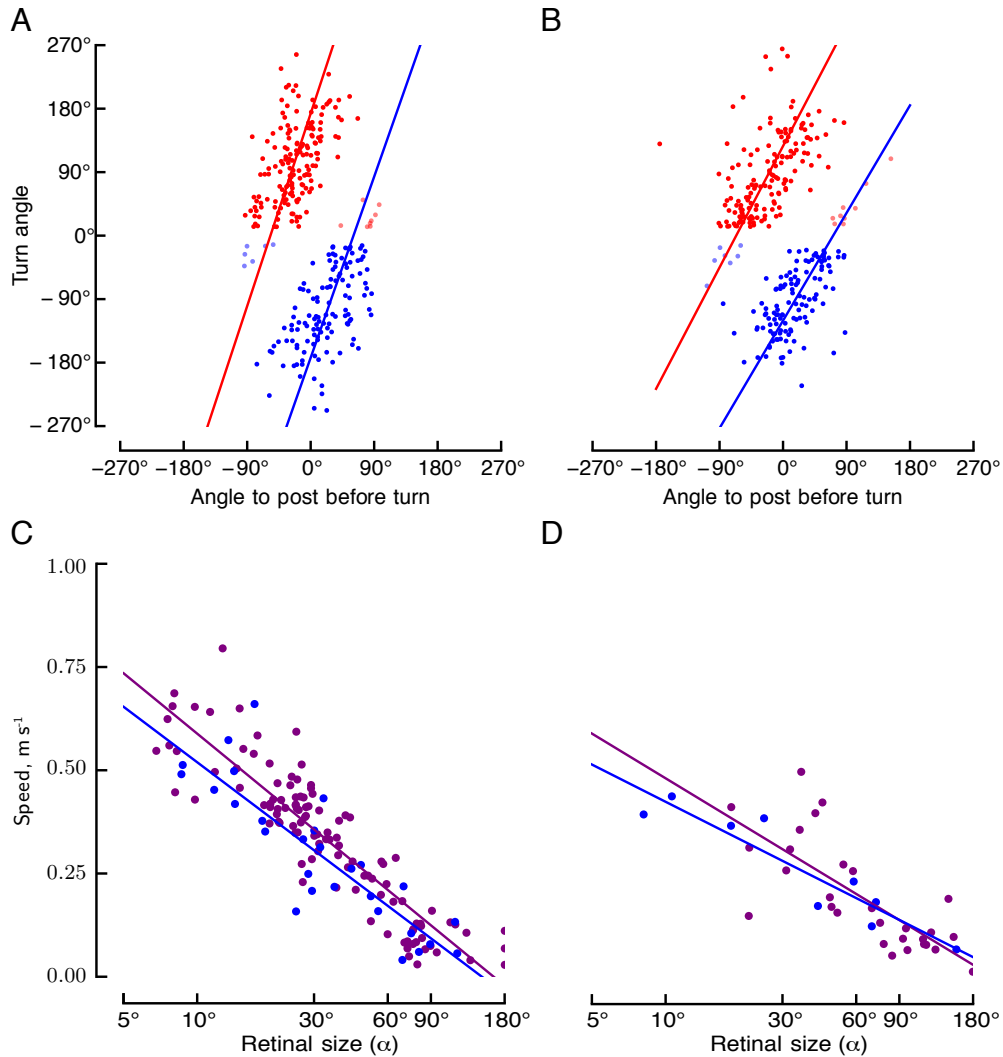 A
B
270°
180°
90°
0°
−90°
−180°
−270°
Turn angle
−270° −180° −90° 0° 90° 180° 270°
−270° −180° −90° 0° 90° 180° 270°
Angle to post before turn
Angle to post before turn
C
D
1.00
0.75
0.50
0.25
0.00
Speed, m s⁻¹
5° 10° 30° 60° 90° 180°
5° 10° 30° 60° 90° 180°
Retinal size (α)
Retinal size (α)